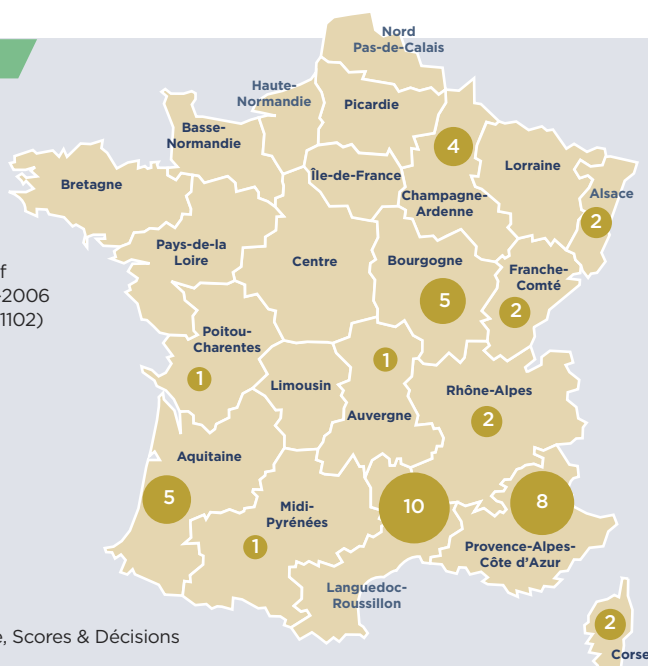 Nord
Pas-de-Calais
Haute-
Normandie
Picardie
Basse-
Normandie
4
Lorraine
Île-de-France
Bretagne
Champagne-
Ardenne
Alsace
2
Pays-de-la
Loire
Centre
Bourgogne
Franche-
Comté
5
2
f
-2006
1102)
Poitou-
Charentes
1
1
Limousin
Rhône-Alpes
Auvergne
2
Aquitaine
5
Midi-
Pyrénées
1
10
8
Provence-Alpes-
Côte d'Azur
Languedoc-
Roussillon
2
Corse
e, Scores & Décisions